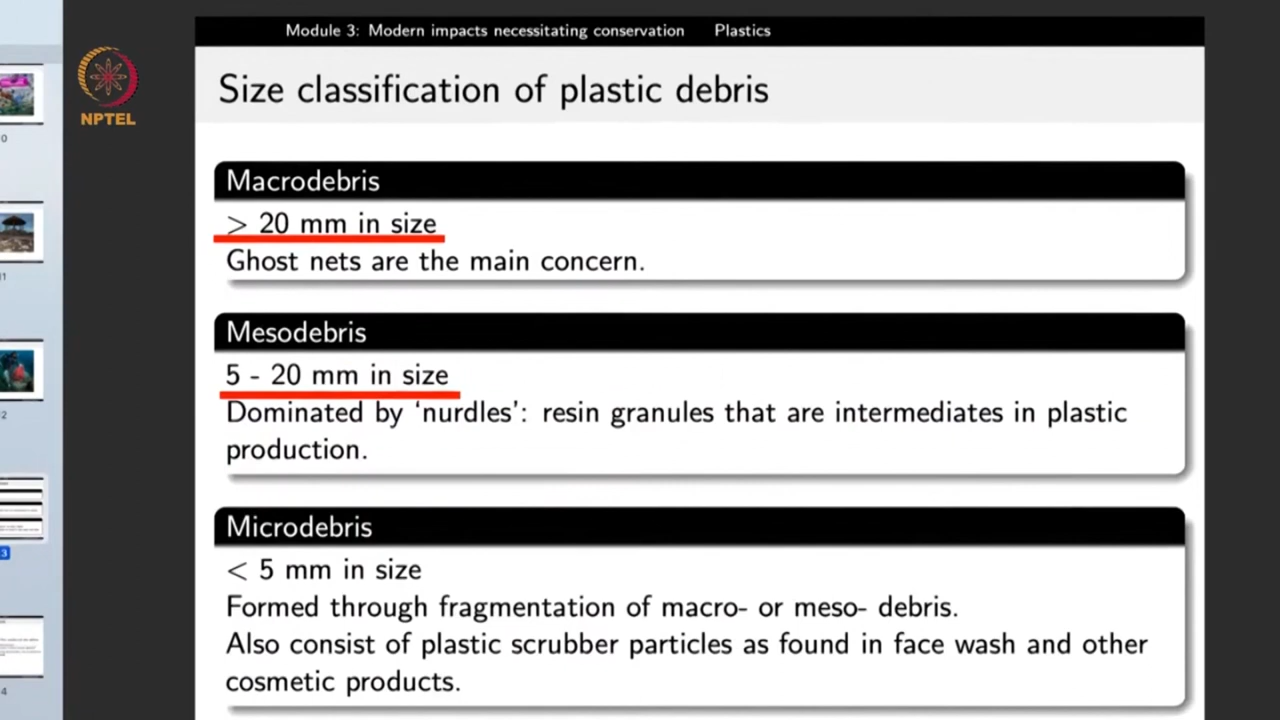 Module 3: Modern impacts necessitating conservation Plastics
NPTEL
Size classification of plastic debris
Macrodebris
> 20 mm in size
Ghost nets are the main concern.
Mesodebris
5 - 20 mm in size
Dominated by ‘nurdles’: resin granules that are intermediates in plastic
production.
Microdebris
< 5 mm in size
Formed through fragmentation of macro- or meso- debris.
Also consist of plastic scrubber particles as found in face wash and other
cosmetic products.